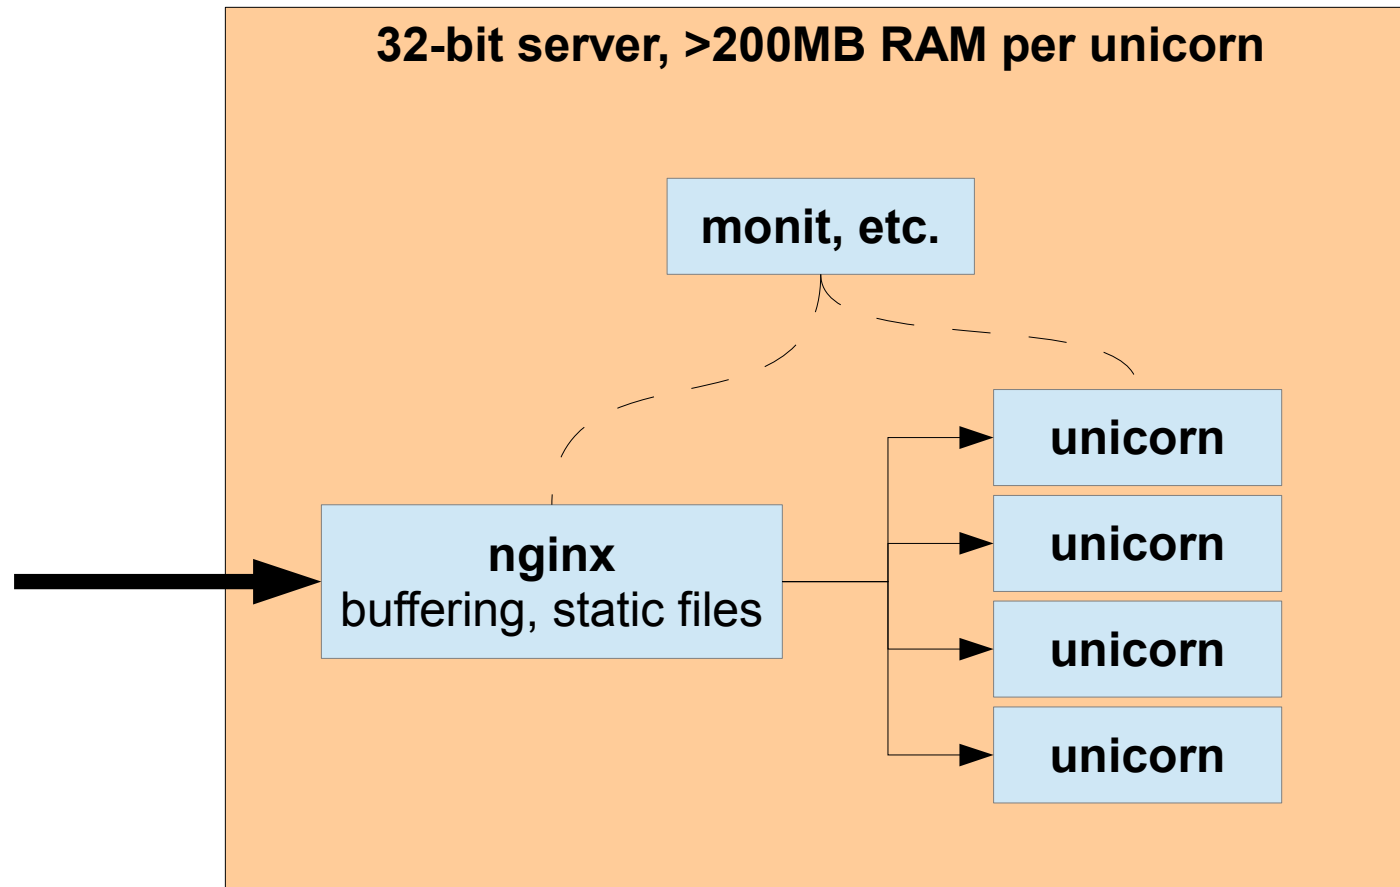 32-bit server, >200MB RAM per unicorn
monit, etc.
nginx
buffering, static files
unicorn
unicorn
unicorn
unicorn